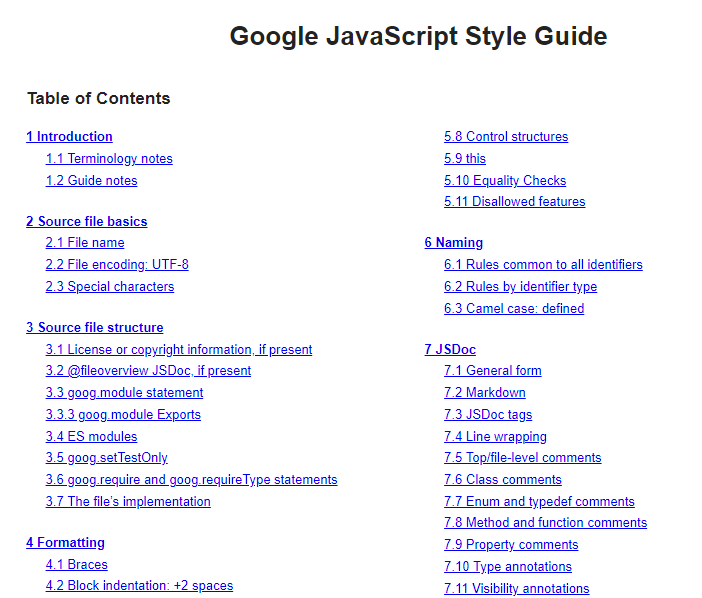 Google JavaScript Style Guide
Table of Contents
1 Introduction
1.1 Terminology notes
1.2 Guide notes
2 Source file basics
2.1 File name
2.2 File encoding: UTF-8
2.3 Special characters
3 Source file structure
3.1 License or copyright information, if present
3.2 @fileoverview JSDoc, if present
3.3 goog.module statement
3.3.3 goog.module Exports
3.4 ES modules
3.5 goog.setTestOnly
3.6 goog.require and goog.requireType statements
3.7 The file’s implementation
4 Formatting
4.1 Braces
4.2 Block indentation: +2 spaces
5.8 Control structures
5.9 this
5.10 Equality Checks
5.11 Disallowed features
6 Naming
6.1 Rules common to all identifiers
6.2 Rules by identifier type
6.3 Camel case: defined
7 JSDoc
7.1 General form
7.2 Markdown
7.3 JSDoc tags
7.4 Line wrapping
7.5 Top/file-level comments
7.6 Class comments
7.7 Enum and typedef comments
7.8 Method and function comments
7.9 Property comments
7.10 Type annotations
7.11 Visibility annotations